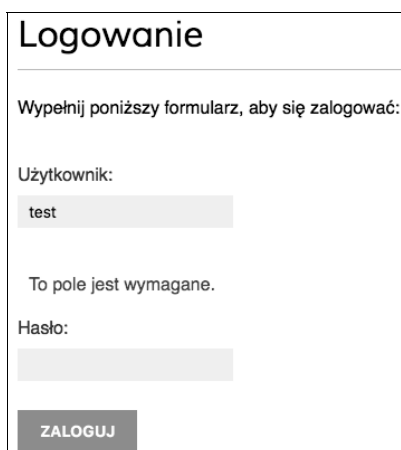 Logowanie
Wypełnij poniższy formularz, aby się zalogować:
Użytkownik:
test
To pole jest wymagane.
Hasło:
ZALOGUJ